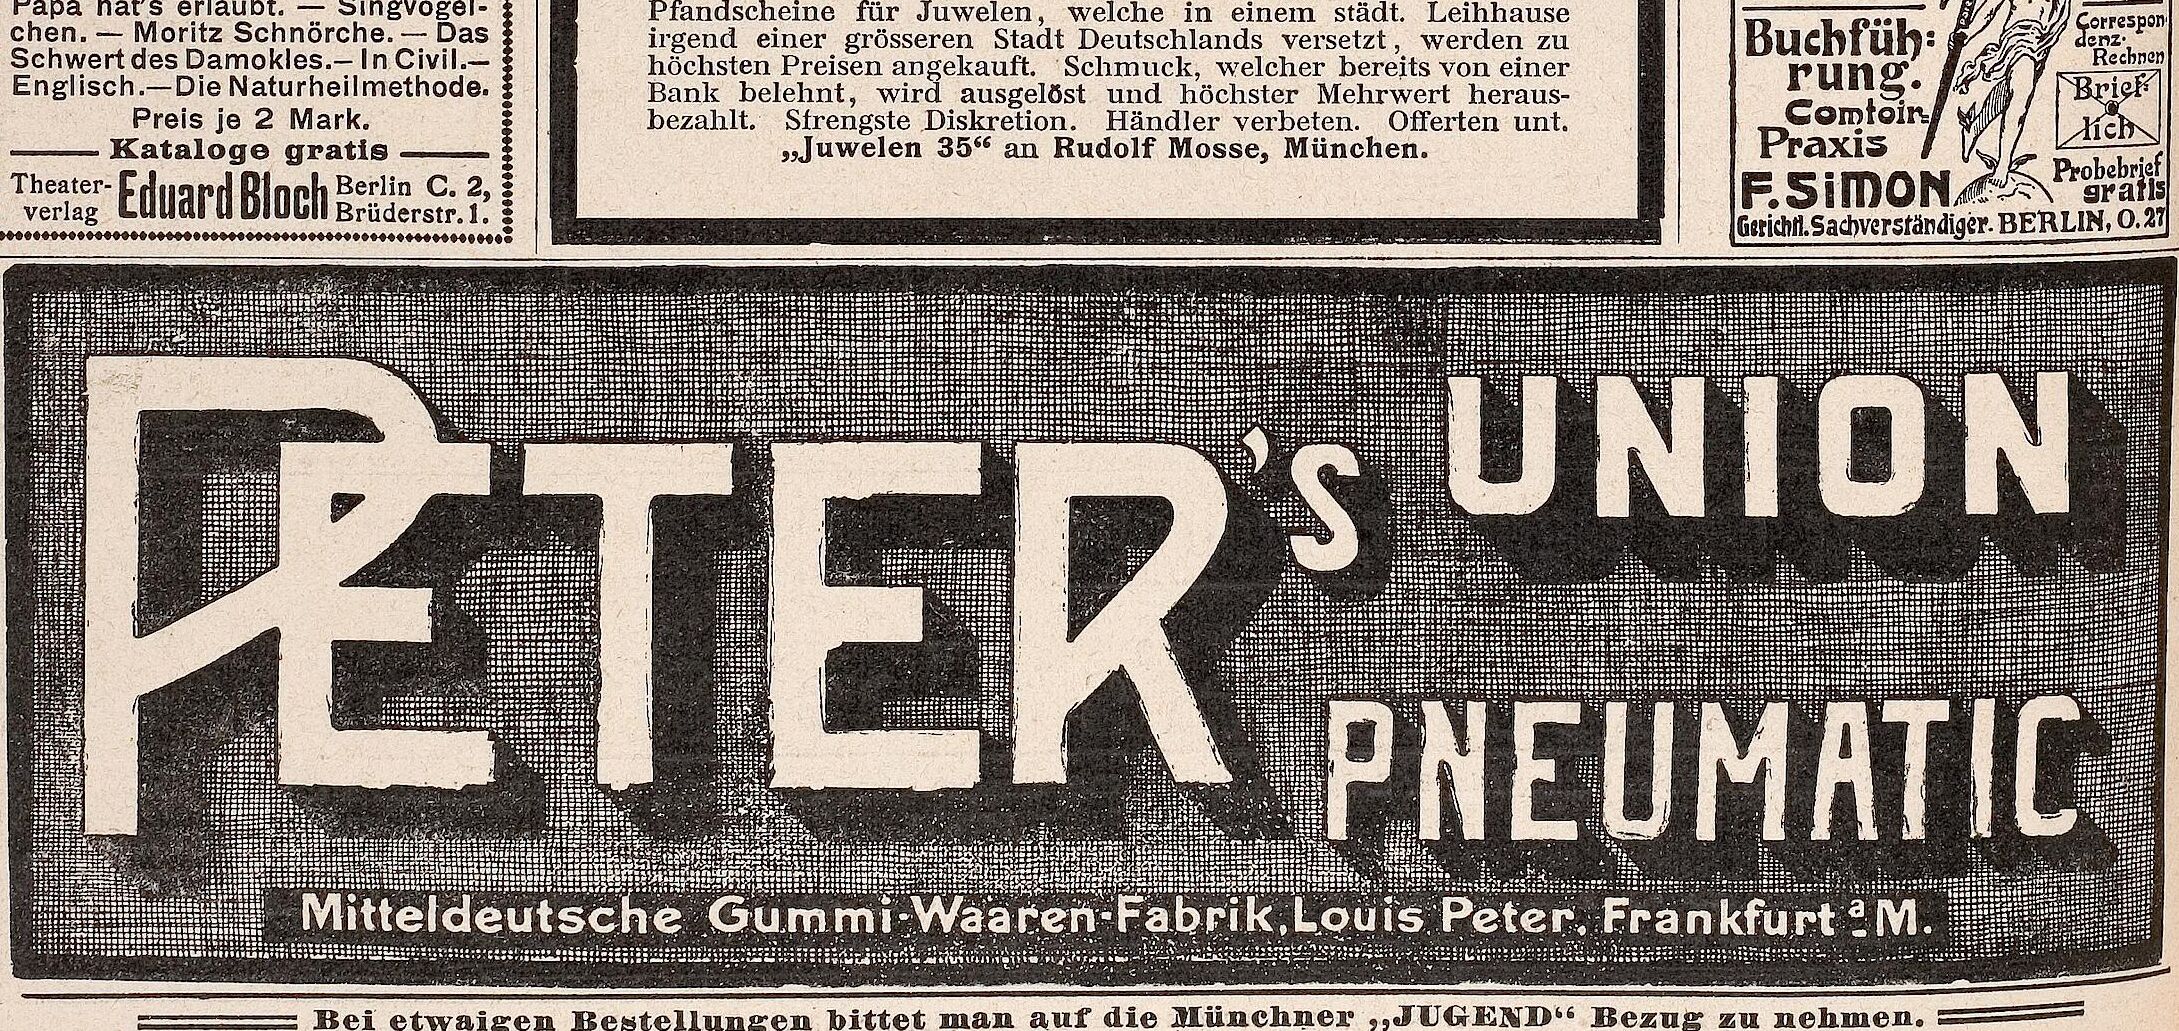 Papa hat's erlaubt. — Singvögel-
chen. — Moritz Schnörche. — Das
Schwert des Damokles. — In Civil. —
Englisch. — Die Naturheilmethode.
Preis je 2 Mark.
Kataloge gratis
Theater-
verlag Eduard Bloch Berlin C. 2,
Brüderstr. 1.
Pfandscheine für Juwelen, welche in einem städt. Leihhause
irgend einer grösseren Stadt Deutschlands versetzt, werden zu
höchsten Preisen angekauft. Schmuck, welcher bereits von einer
Bank belehnt, wird ausgelöst und höchster Mehrwert heraus-
bezahlt. Strengste Diskretion. Händler verbeten. Offerten unt.
„Juwelen 35“ an Rudolf Mosse, München.
Buchfüh-
rung.
Comtoir-
Praxis
Correspon-
denz.
Rechnen
Brief-
lich
Probebrief
gratis
F. SIMON
Gerichtl. Sachverständiger. BERLIN, O. 27
PETER's UNION
PNEUMATIC
Mitteldeutsche Gummi-Waaren-Fabrik, Louis Peter, Frankfurt a M.
Bei etwaigen Bestellungen bittet man auf die Münchner „JUGEND“ Bezug zu nehmen.